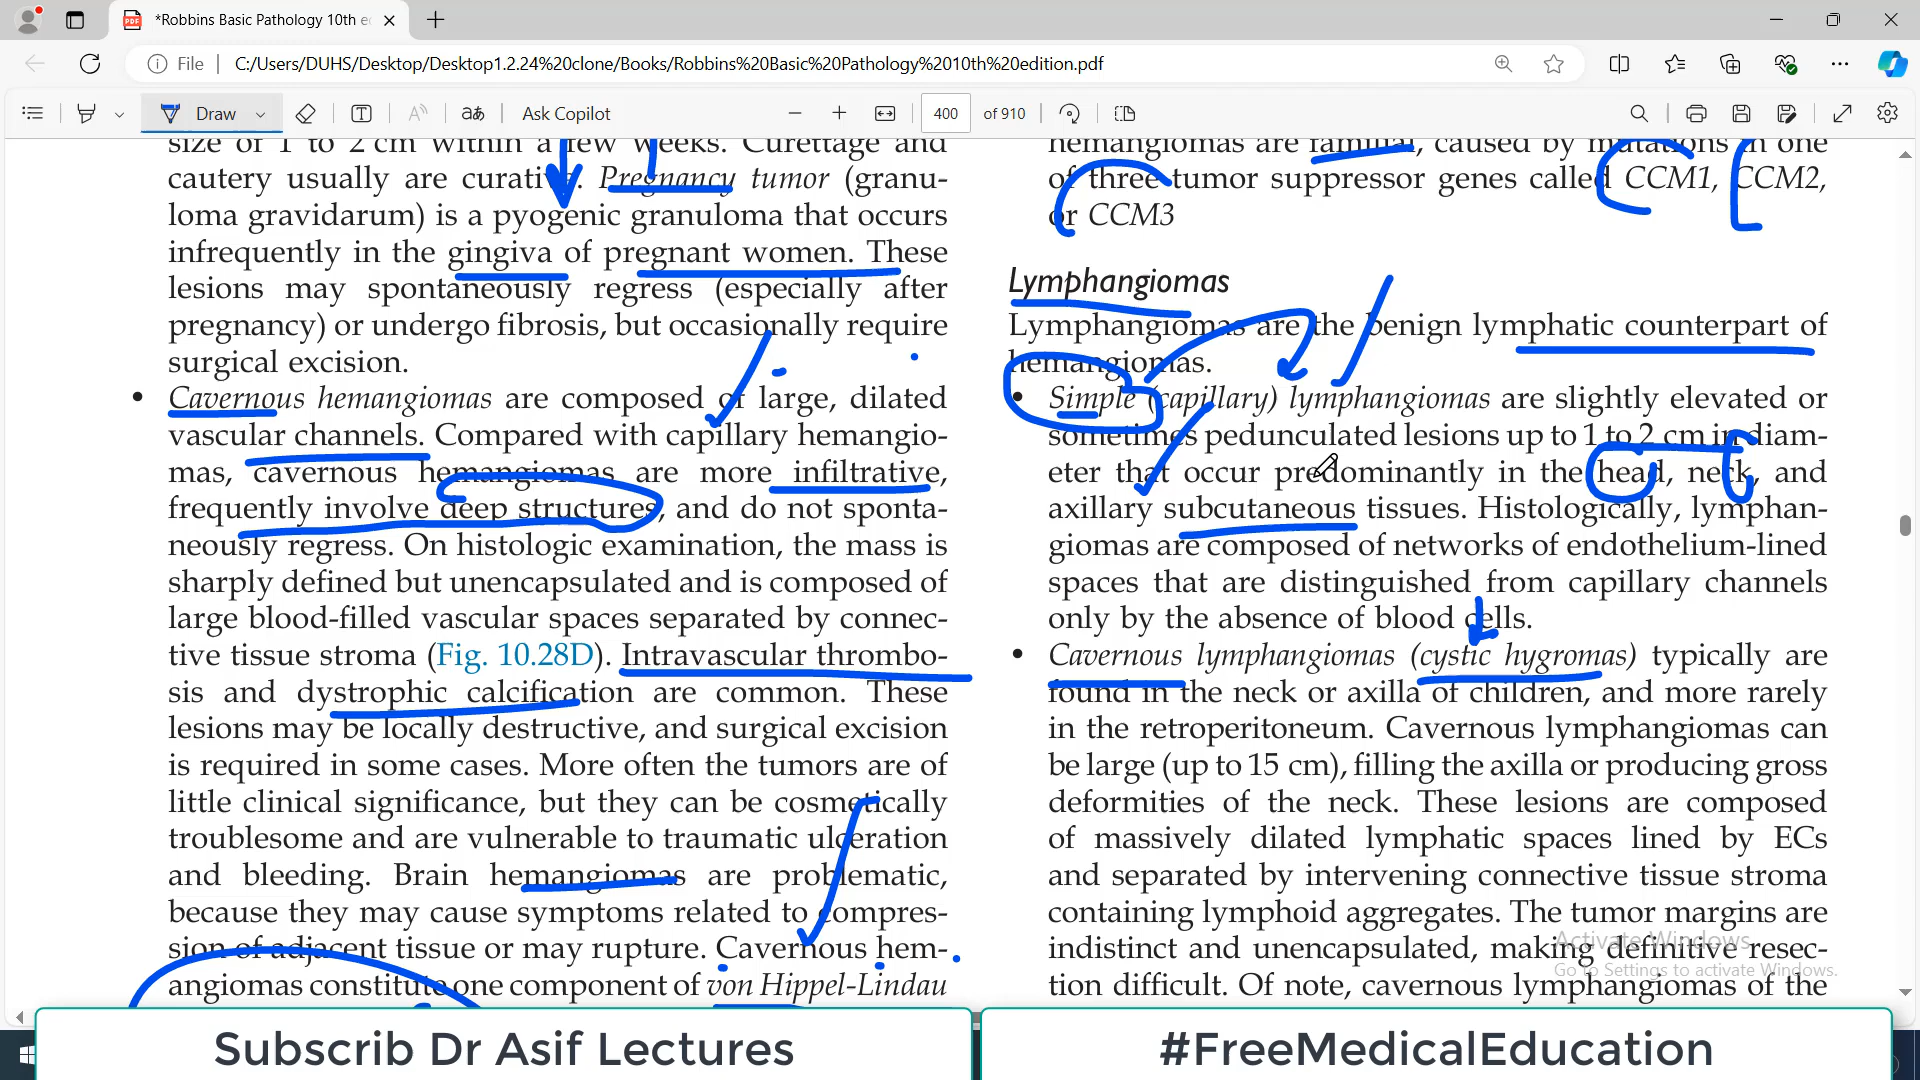 *Robbins Basic Pathology 10th ec
File
C:/Users/DUHS/Desktop/Desktop1.2.24%20clone/Books/Robbins%20Basic%20Pathology%2010th%20edition.pdf
Draw
Ask Copilot
400 of 910
size of 1 to 2 cm within a few weeks. Curettage and
cautery usually are curative. Pregnancy tumor (granu-
loma gravidarum) is a pyogenic granuloma that occurs
infrequently in the gingiva of pregnant women. These
lesions may spontaneously regress (especially after
pregnancy) or undergo fibrosis, but occasionally require
surgical excision.
• Cavernous hemangiomas are composed of large, dilated
vascular channels. Compared with capillary hemangio-
mas, cavernous hemangiomas are more infiltrative,
frequently involve deep structures, and do not sponta-
neously regress. On histologic examination, the mass is
sharply defined but unencapsulated and is composed of
large blood-filled vascular spaces separated by connec-
tive tissue stroma (Fig. 10.28D). Intravascular thrombo-
sis and dystrophic calcification are common. These
lesions may be locally destructive, and surgical excision
is required in some cases. More often the tumors are of
little clinical significance, but they can be cosmetically
troublesome and are vulnerable to traumatic ulceration
and bleeding. Brain hemangiomas are problematic,
because they may cause symptoms related to compres-
sion of adjacent tissue or may rupture. Cavernous hem-
angiomas constitute one component of von Hippel-Lindau
hemangiomas are familial, caused by mutations in one
of three tumor suppressor genes called CCM1, CCM2,
or CCM3
Lymphangiomas
Lymphangiomas are the benign lymphatic counterpart of
hemangiomas.
• Simple (capillary) lymphangiomas are slightly elevated or
sometimes pedunculated lesions up to 1 to 2 cm in diam-
eter that occur predominantly in the head, neck, and
axillary subcutaneous tissues. Histologically, lymphan-
giomas are composed of networks of endothelium-lined
spaces that are distinguished from capillary channels
only by the absence of blood cells.
• Cavernous lymphangiomas (cystic hygromas) typically are
found in the neck or axilla of children, and more rarely
in the retroperitoneum. Cavernous lymphangiomas can
be large (up to 15 cm), filling the axilla or producing gross
deformities of the neck. These lesions are composed
of massively dilated lymphatic spaces lined by ECs
and separated by intervening connective tissue stroma
containing lymphoid aggregates. The tumor margins are
indistinct and unencapsulated, making definitive resec-
tion difficult. Of note, cavernous lymphangiomas of the
Activate Windows
Go to Settings to activate Windows.
Subscrib Dr Asif Lectures
#FreeMedicalEducation